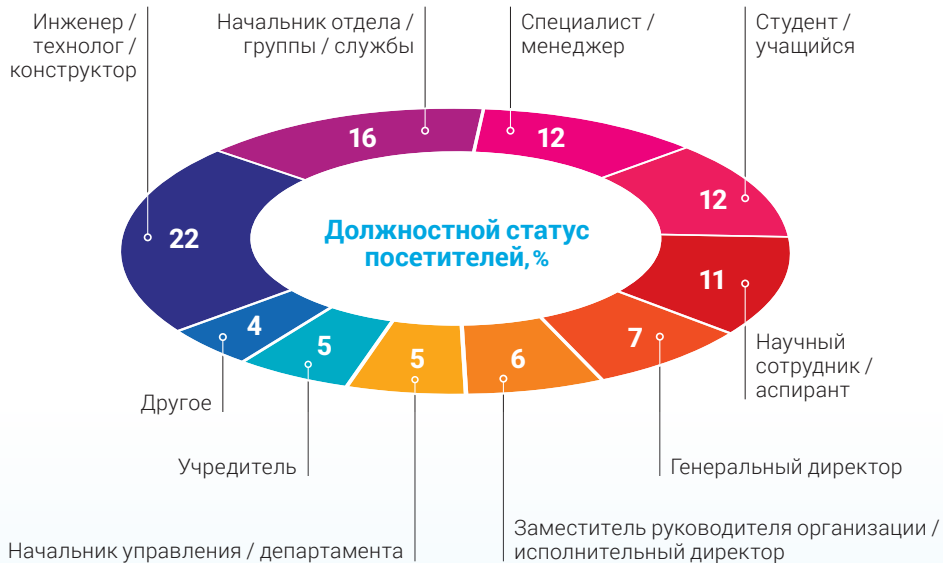 Инженер /
технолог /
конструктор
Начальник отдела /
группы / службы
Специалист /
менеджер
Студент /
учащийся
16
12
12
22
Должностной статус
посетителей, %
11
4
5
5
6
7
Научный
сотрудник /
аспирант
Другое
Учредитель
Генеральный директор
Начальник управления / департамента
Заместитель руководителя организации /
исполнительный директор